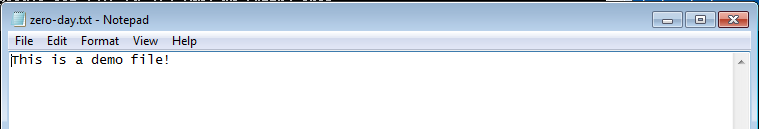 zero-day.txt - Notepad
File Edit Format View Help
This is a demo file!